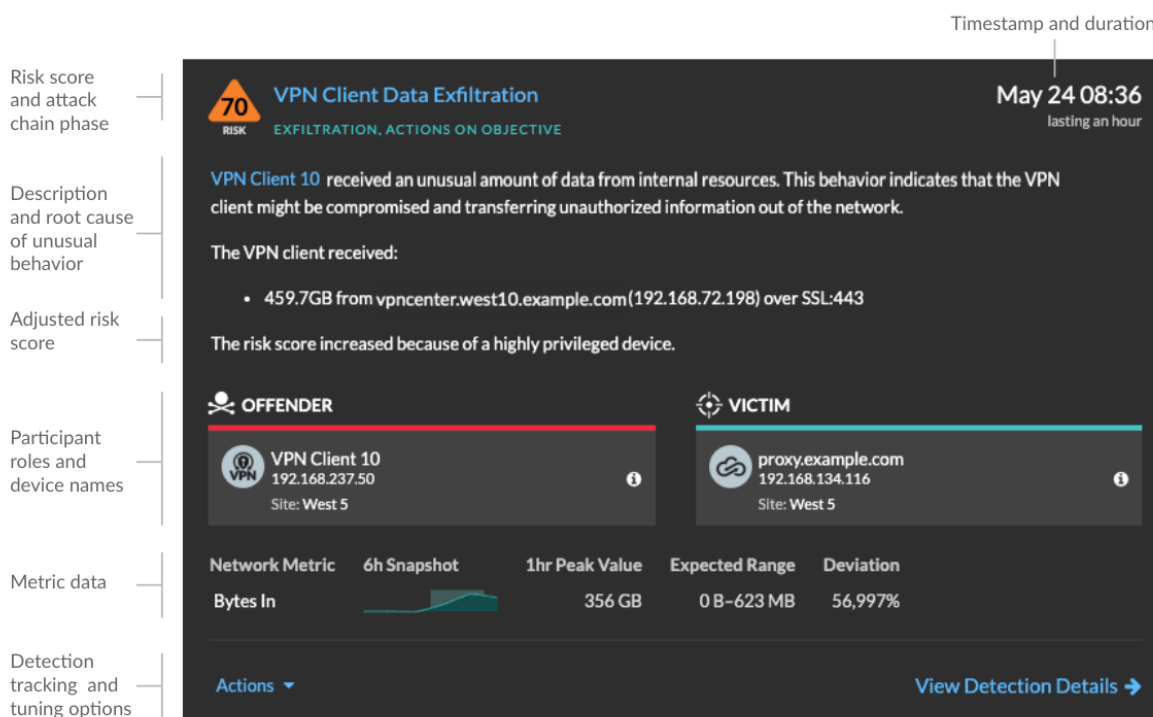 Timestamp and duration
Risk score
and attack
chain phase
70
RISK
VPN Client Data Exfiltration
EXFILTRATION, ACTIONS ON OBJECTIVE
May 24 08:36
lasting an hour
Description
and root cause
of unusual
behavior
VPN Client 10 received an unusual amount of data from internal resources. This behavior indicates that the VPN
client might be compromised and transferring unauthorized information out of the network.
The VPN client received:
• 459.7GB from vpncenter.west10.example.com(192.168.72.198) over SSL:443
Adjusted risk
score
The risk score increased because of a highly privileged device.
Participant
roles and
device names
OFFENDER
VPN
VPN Client 10
192.168.237.50
Site: West 5
VICTIM
proxy.example.com
192.168.134.116
Site: West 5
Metric data
Network Metric 6h Snapshot 1hr Peak Value Expected Range Deviation
Bytes In 356 GB 0 B–623 MB 56,997%
Detection
tracking and
tuning options
Actions
View Detection Details